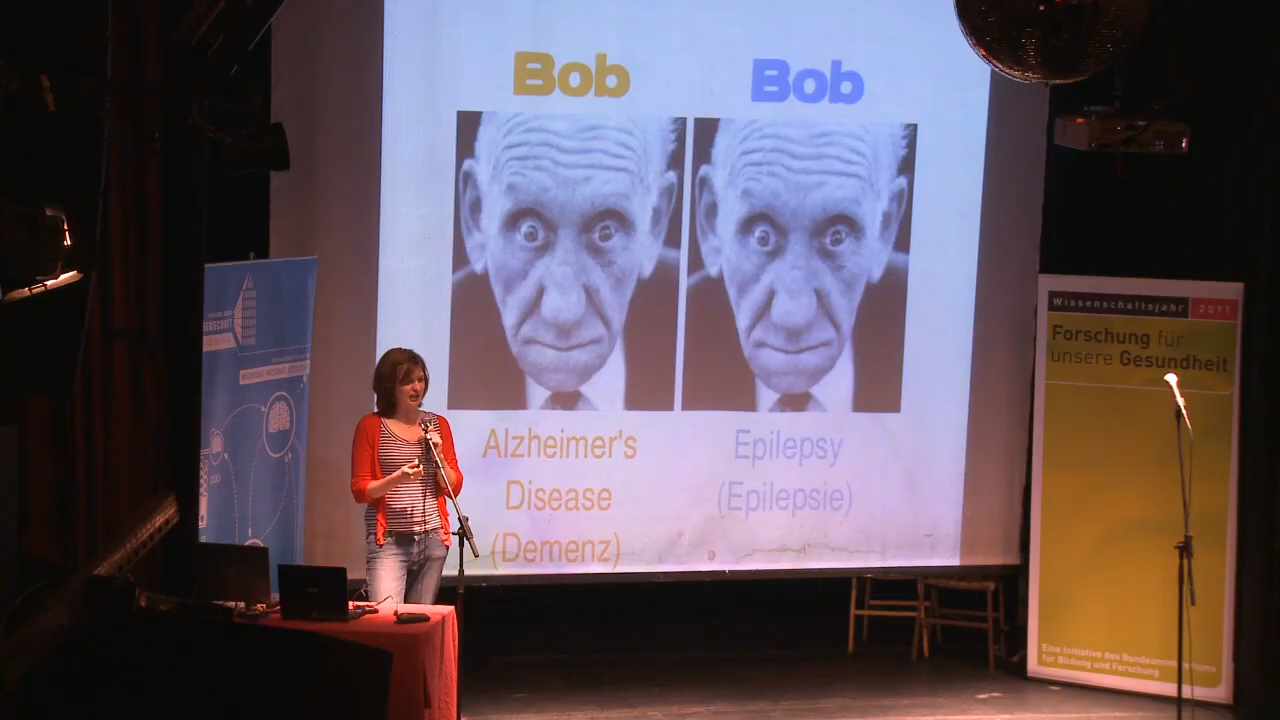 Bob
Bob
Alzheimer's
Disease
(Demenz)
Epilepsy
(Epilepsie)
Wissenschaftsjahr 2011
Forschung für
unsere Gesundheit
Eine Initiative des Bundesministeriums
für Bildung und Forschung